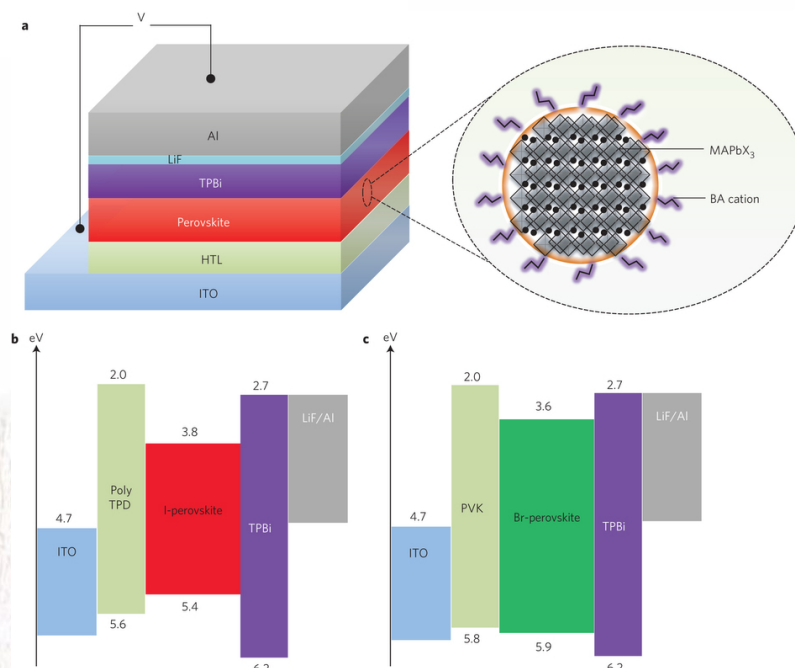 a
V
Al
LiF
TPBi
Perovskite
HTL
ITO
MAPbX₃
BA cation
b
eV
2.0
2.7
LiF/Al
3.8
Poly
TPD
I-perovskite
4.7
TPBi
ITO
5.4
5.6
c
eV
2.0
2.7
LiF/Al
3.6
PVK
Br-perovskite
4.7
TPBi
ITO
5.8
5.9